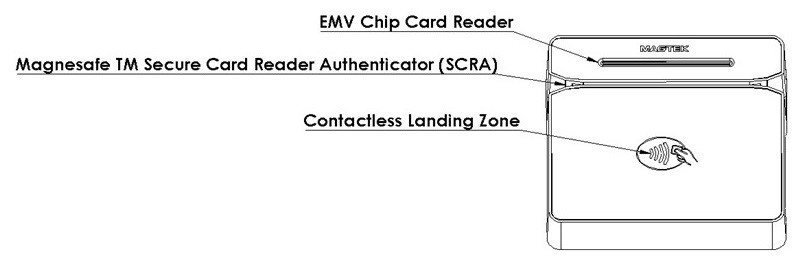 EMV Chip Card Reader
MAGTEK
Magnesafe TM Secure Card Reader Authenticator (SCRA)
Contactless Landing Zone